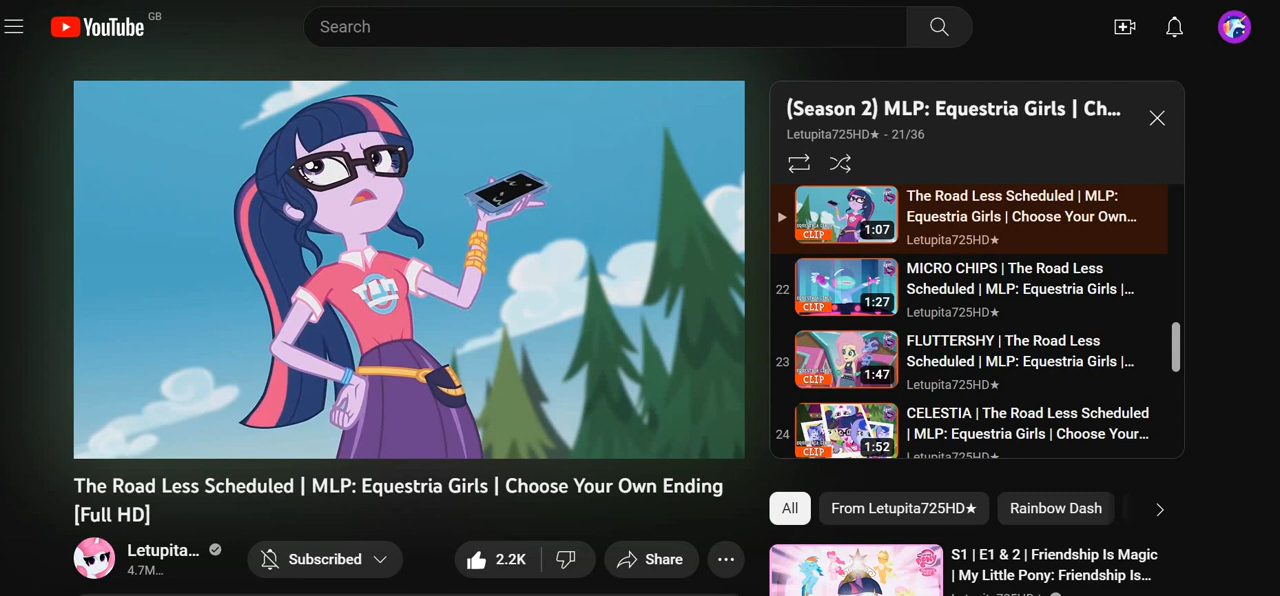 YouTube GB
Search
(Season 2) MLP: Equestria Girls | Ch...
Letupita725HD★ - 21/36
The Road Less Scheduled | MLP:
Equestria Girls | Choose Your Own...
Letupita725HD★
CLIP
1:07
22
MICRO CHIPS | The Road Less
Scheduled | MLP: Equestria Girls |...
Letupita725HD★
CLIP
1:27
23
FLUTTERSHY | The Road Less
Scheduled | MLP: Equestria Girls |...
Letupita725HD★
CLIP
1:47
24
CELESTIA | The Road Less Scheduled
| MLP: Equestria Girls | Choose Your...
Letupita725HD★
CLIP
1:52
The Road Less Scheduled | MLP: Equestria Girls | Choose Your Own Ending
[Full HD]
Letupita...
4.7M...
Subscribed
2.2K
Share
All
From Letupita725HD★
Rainbow Dash
S1 | E1 & 2 | Friendship Is Magic
| My Little Pony: Friendship Is...